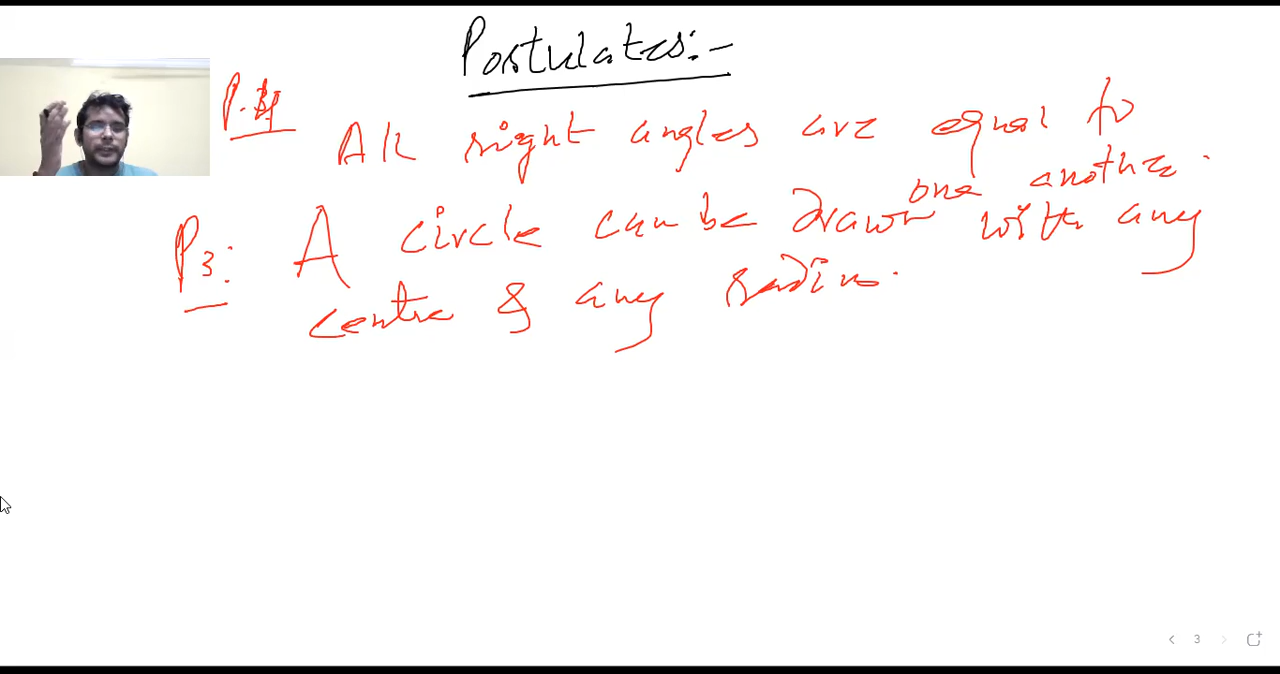 Postulates:-
P.4 All right angles are equal to
one another.
P3: A circle can be drawn with any
centre & any radius.
3